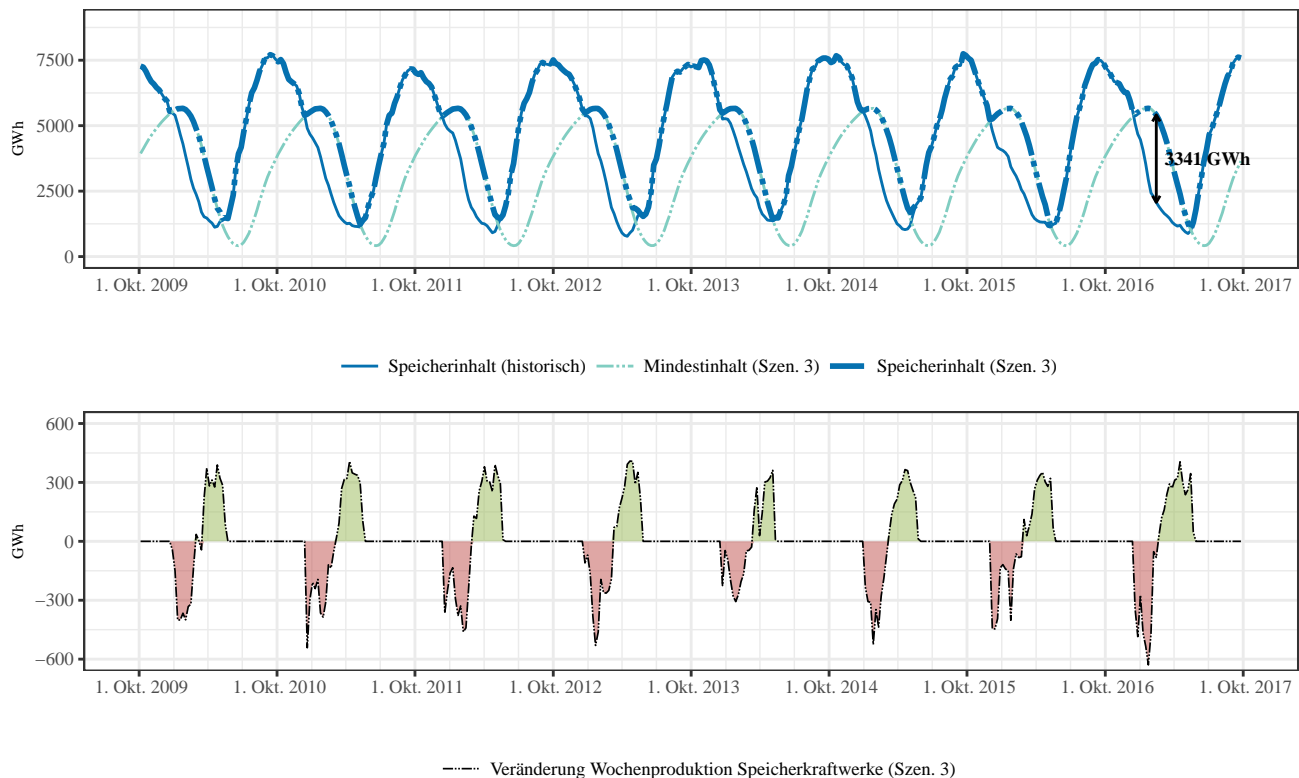 7500
5000
2500
0
GWh
3341 GWh
1. Okt. 2009 1. Okt. 2010 1. Okt. 2011 1. Okt. 2012 1. Okt. 2013 1. Okt. 2014 1. Okt. 2015 1. Okt. 2016 1. Okt. 2017
Speicherinhalt (historisch) Mindestinhalt (Szen. 3) Speicherinhalt (Szen. 3)
600
300
0
−300
−600
GWh
1. Okt. 2009 1. Okt. 2010 1. Okt. 2011 1. Okt. 2012 1. Okt. 2013 1. Okt. 2014 1. Okt. 2015 1. Okt. 2016 1. Okt. 2017
Veränderung Wochenproduktion Speicherkraftwerke (Szen. 3)